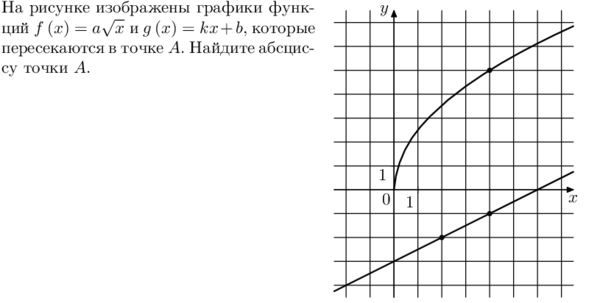 На рисунке изображены графики функ-
ций f (x) = a√x и g (x) = kx + b, которые
пересекаются в точке A. Найдите абсцис-
су точки A.
y
1
0
1
x